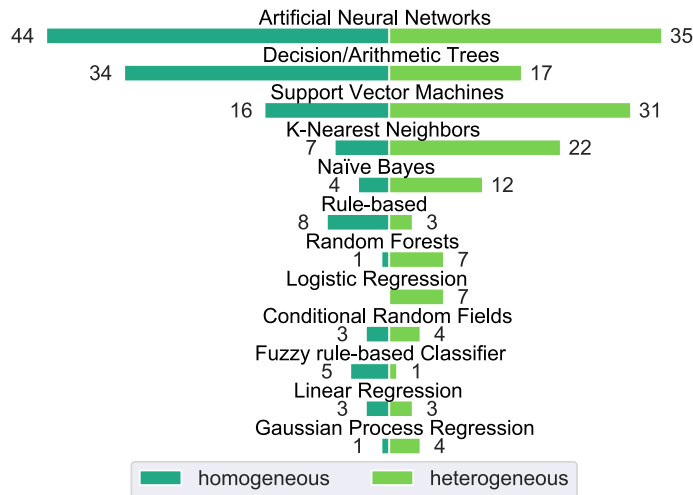 Artificial Neural Networks
44 35
Decision/Arithmetic Trees
34 17
Support Vector Machines
16 31
K-Nearest Neighbors
7 22
Naïve Bayes
4 12
Rule-based
8 3
Random Forests
1 7
Logistic Regression
7
Conditional Random Fields
3 4
Fuzzy rule-based Classifier
5 1
Linear Regression
3 3
Gaussian Process Regression
1 4
homogeneous heterogeneous